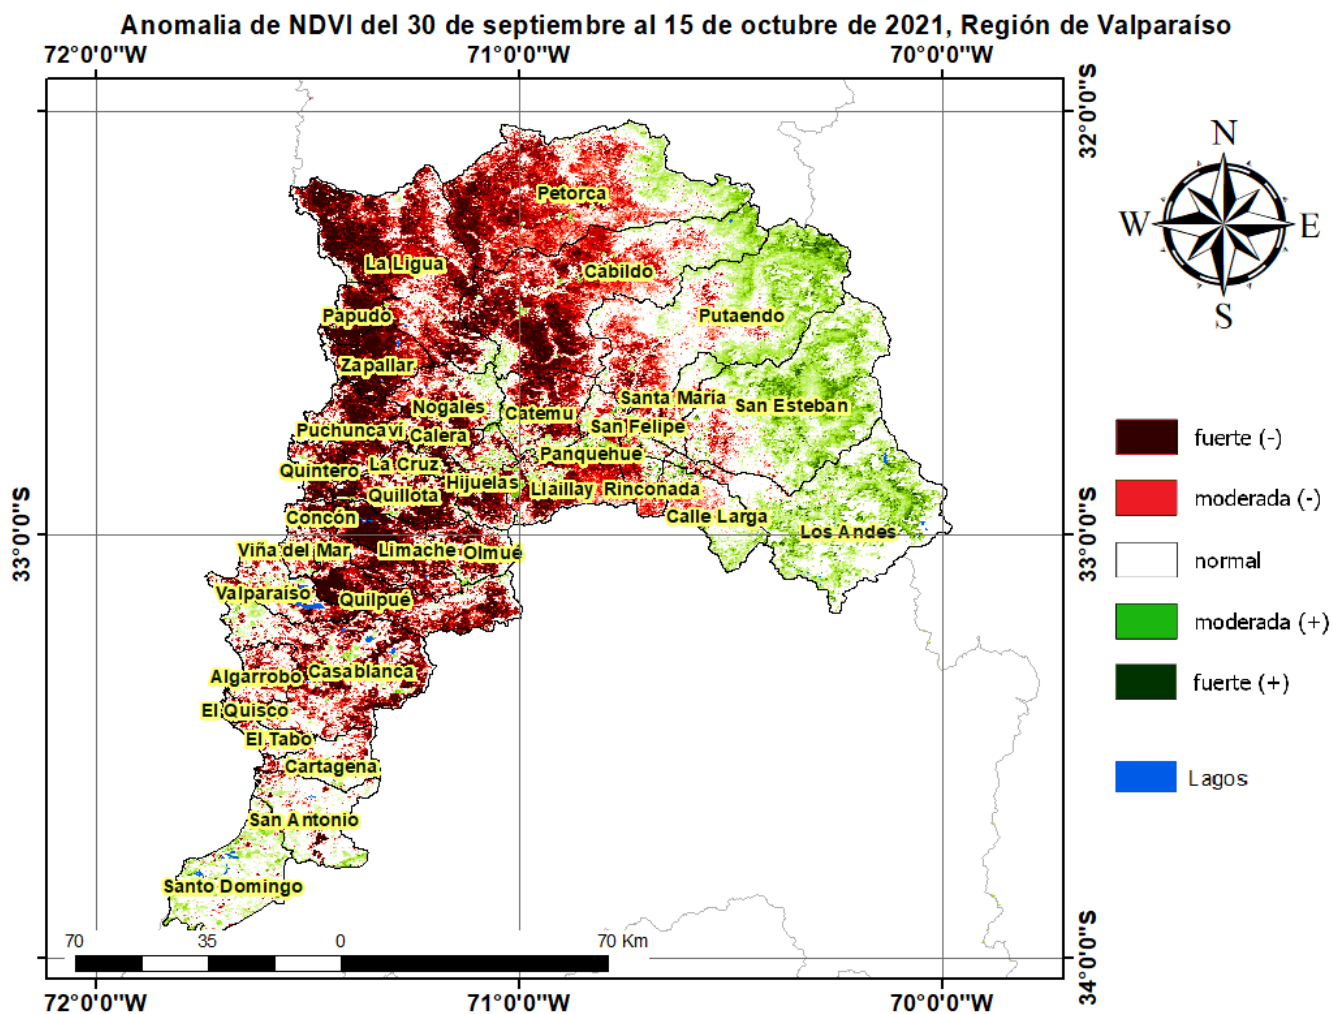 Anomalia de NDVI del 30 de septiembre al 15 de octubre de 2021, Región de Valparaíso
72°0'0"W 71°0'0"W 70°0'0"W
32°0'0"S
N
W E
S
Petorca
La Ligua
Cabildo
Papudo
Putaendo
Zapallar
Santa María
San Esteban
Nogales
Catemu
Puchuncaví
Calera
San Felipe
Panquehue
Quintero
La Cruz
Hijuelas
Llaillay
Rinconada
Quillota
Concón
Calle Larga
Los Andes
33°0'0"S
33°0'0"S
Viña del Mar
Limache
Olmué
Valparaíso
Quilpué
Algarrobo
Casablanca
El Quisco
El Tabo
Cartagena
San Antonio
Santo Domingo
fuerte (-)
moderada (-)
normal
moderada (+)
fuerte (+)
Lagos
70 35 0 70 Km
34°0'0"S
72°0'0"W 71°0'0"W 70°0'0"W